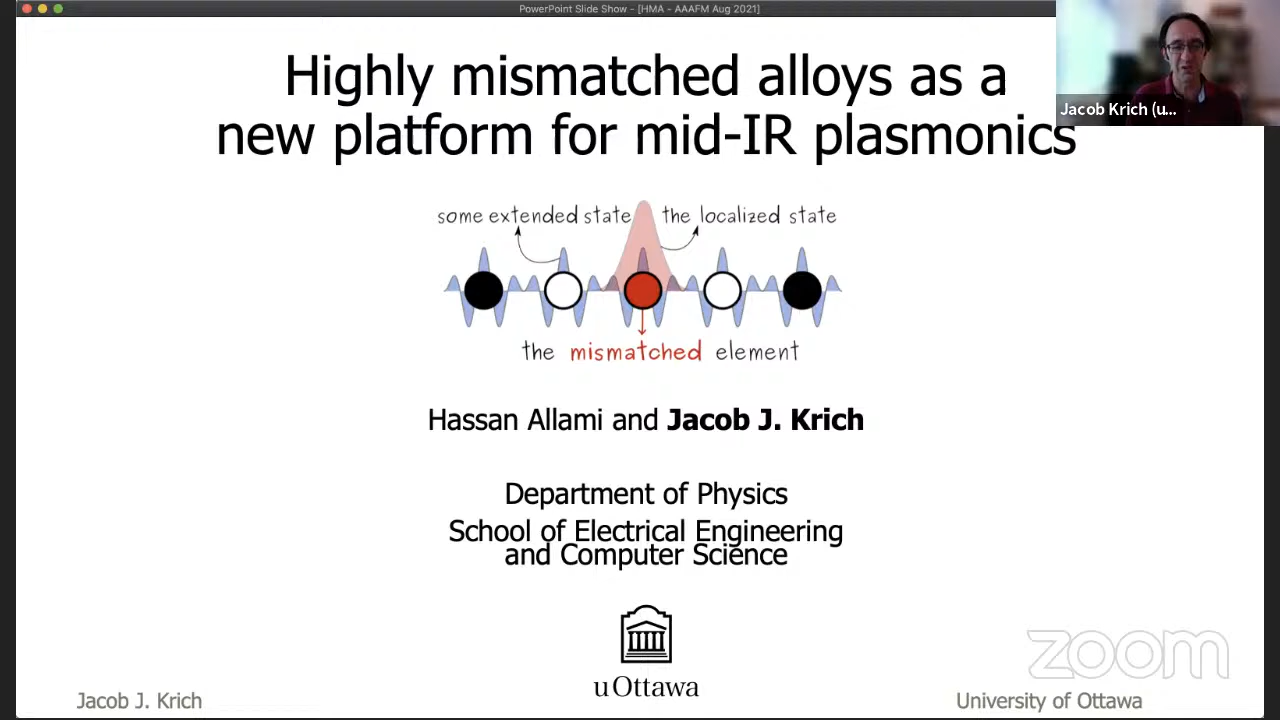 PowerPoint Slide Show - [HMA - AAAFM Aug 2021]
Highly mismatched alloys as a
new platform for mid-IR plasmonics
Jacob Krich (u...
some extended state
the localized state
the mismatched element
Hassan Allami and Jacob J. Krich
Department of Physics
School of Electrical Engineering
and Computer Science
uOttawa
zoom
Jacob J. Krich
University of Ottawa